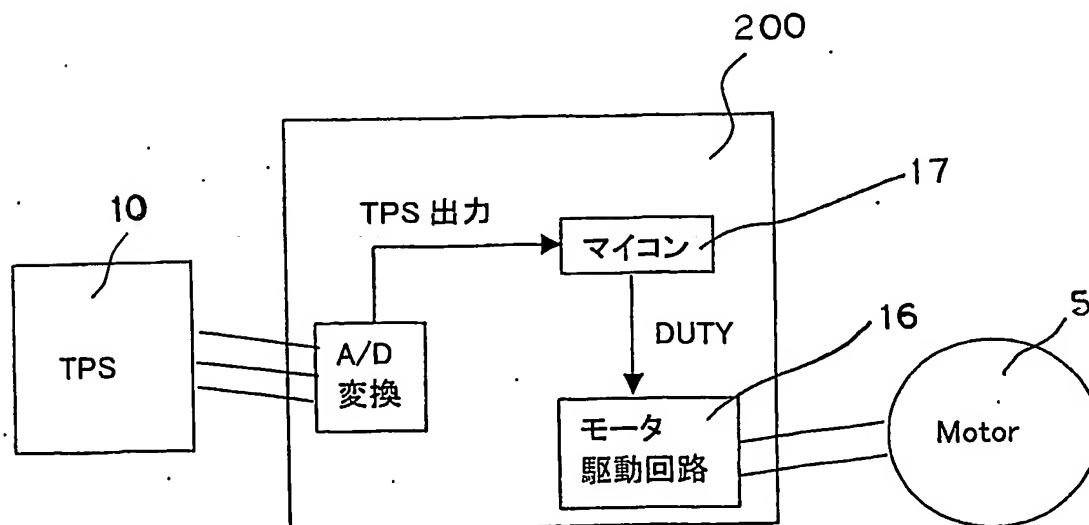 200
17
10
TPS 出力
マイコン
5
16
DUTY
A/D
変換
TPS
モータ
駆動回路
Motor